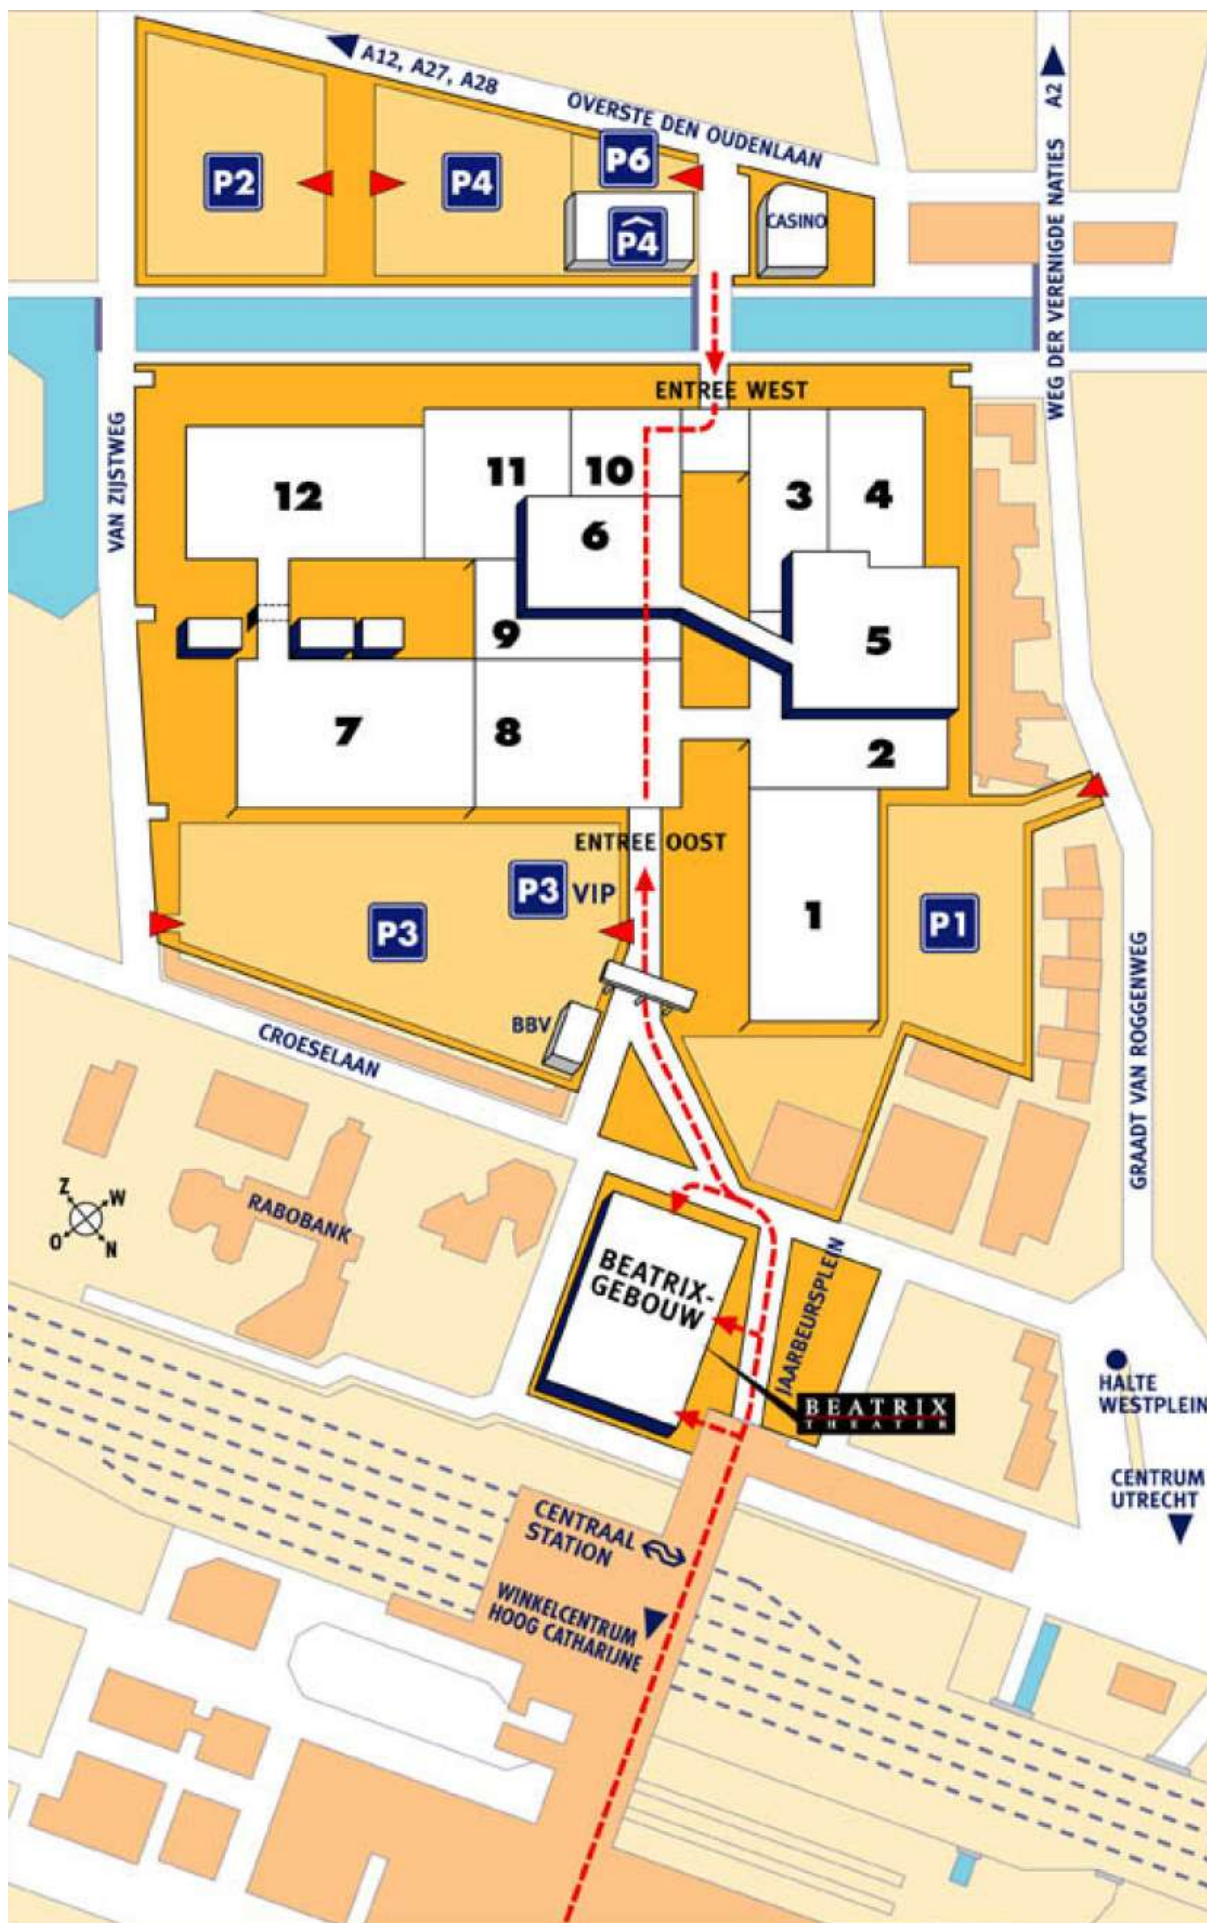 A12, A27, A28
OVERSTE DEN OUDENLAAN
A2
WEG DER VERENIGDE NATIES
P2
P4
P6
P4
CASINO
ENTREE WEST
VAN ZIJSTWEG
12
11
10
3
4
6
9
5
7
8
2
ENTREE OOST
P3
VIP
P3
1
P1
BBV
CROESELAAN
GRAADT VAN ROGGENWEG
Z
W
O
N
RABOBANK
BEATRIX-
GEBOUW
JAARBEURSPLEIN
BEATRIX
THEATER
HALTE
WESTPLEIN
CENTRUM
UTRECHT
CENTRAAL
STATION
WINKELCENTRUM
HOOG CATHARIJNE